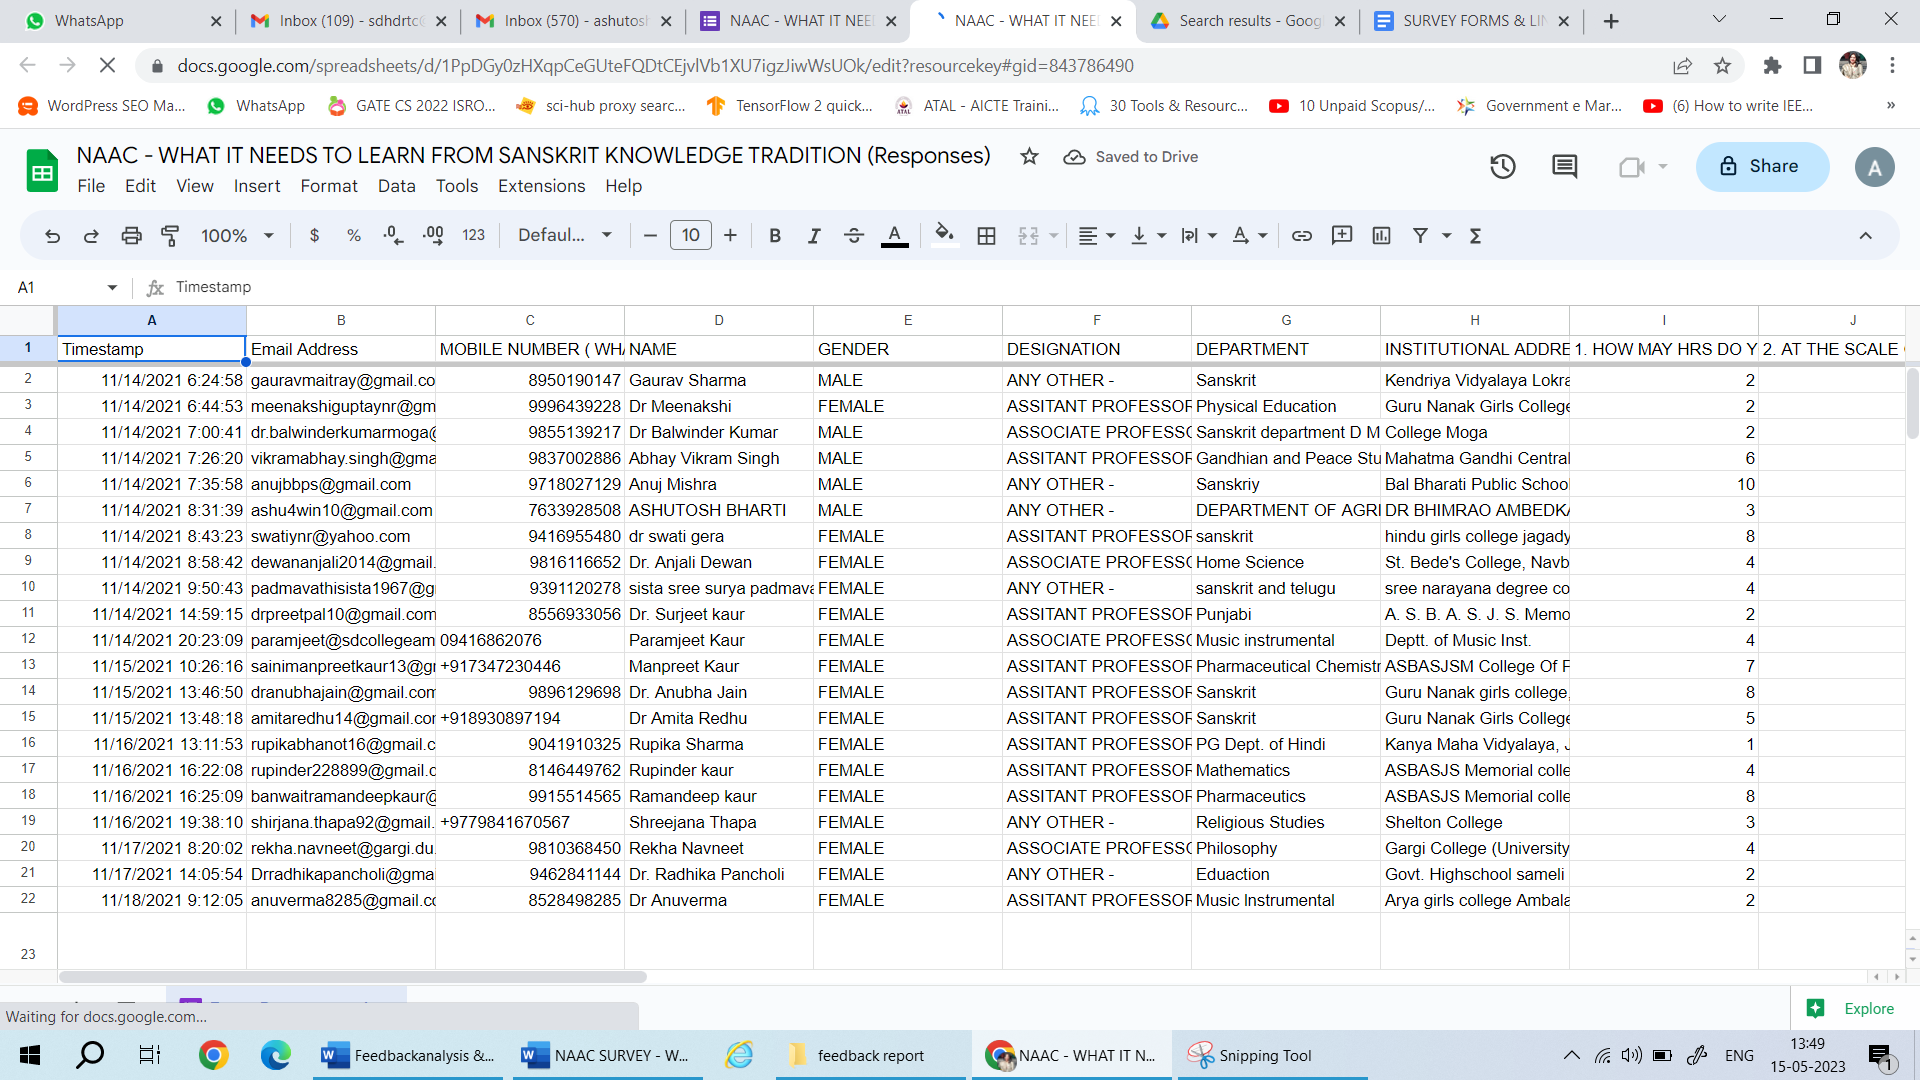 WhatsApp
Inbox (109) - sdhdrtc
Inbox (570) - ashutosh
NAAC - WHAT IT NEE
NAAC - WHAT IT NEE
Search results - Goog
SURVEY FORMS & LIN
docs.google.com/spreadsheets/d/1PpDGy0zHXqpCeGUteFQDtCEjvlVb1XU7igzJiwWsUOk/edit?resourcekey#gid=843786490
WordPress SEO Ma...
WhatsApp
GATE CS 2022 ISRO...
sci-hub proxy searc...
TensorFlow 2 quick...
ATAL - AICTE Traini...
30 Tools & Resourc...
10 Unpaid Scopus/...
Government e Mar...
(6) How to write IEE...
»
NAAC - WHAT IT NEEDS TO LEARN FROM SANSKRIT KNOWLEDGE TRADITION (Responses)
Saved to Drive
File Edit View Insert Format Data Tools Extensions Help
Share
A
100% $ % .0 .00 123 Defaul... 10 B I A
A1 fx Timestamp
A B C D E F G H I J
1 Timestamp Email Address MOBILE NUMBER ( WHA NAME GENDER DESIGNATION DEPARTMENT INSTITUTIONAL ADDRE 1. HOW MAY HRS DO Y 2. AT THE SCALE
2 11/14/2021 6:24:58 gauravmaitray@gmail.co 8950190147 Gaurav Sharma MALE ANY OTHER - Sanskrit Kendriya Vidyalaya Lokra 2
3 11/14/2021 6:44:53 meenakshiguptaynr@gm 9996439228 Dr Meenakshi FEMALE ASSITANT PROFESSOR Physical Education Guru Nanak Girls College 2
4 11/14/2021 7:00:41 dr.balwinderkumarmoga@ 9855139217 Dr Balwinder Kumar MALE ASSOCIATE PROFESSO Sanskrit department D M College Moga 2
5 11/14/2021 7:26:20 vikramabhay.singh@gma 9837002886 Abhay Vikram Singh MALE ASSITANT PROFESSOR Gandhian and Peace Stu Mahatma Gandhi Central 6
6 11/14/2021 7:35:58 anujbbps@gmail.com 9718027129 Anuj Mishra MALE ANY OTHER - Sanskriy Bal Bharati Public Schoo 10
7 11/14/2021 8:31:39 ashu4win10@gmail.com 7633928508 ASHUTOSH BHARTI MALE ANY OTHER - DEPARTMENT OF AGRI DR BHIMRAO AMBEDKA 3
8 11/14/2021 8:43:23 swatiynr@yahoo.com 9416955480 dr swati gera FEMALE ASSITANT PROFESSOR sanskrit hindu girls college jagady 8
9 11/14/2021 8:58:42 dewananjali2014@gmail. 9816116652 Dr. Anjali Dewan FEMALE ASSOCIATE PROFESSO Home Science St. Bede's College, Navb 4
10 11/14/2021 9:50:43 padmavathisista1967@g 9391120278 sista sree surya padmava FEMALE ANY OTHER - sanskrit and telugu sree narayana degree co 4
11 11/14/2021 14:59:15 drpreetpal10@gmail.com 8556933056 Dr. Surjeet kaur FEMALE ASSITANT PROFESSOR Punjabi A. S. B. A. S. J. S. Memo 2
12 11/14/2021 20:23:09 paramjeet@sdcollegeam 09416862076 Paramjeet Kaur FEMALE ASSOCIATE PROFESSO Music instrumental Deptt. of Music Inst. 4
13 11/15/2021 10:26:16 sainimanpreetkaur13@gr +917347230446 Manpreet Kaur FEMALE ASSITANT PROFESSOR Pharmaceutical Chemistr ASBASJSM College Of P 7
14 11/15/2021 13:46:50 dranubhajain@gmail.com 9896129698 Dr. Anubha Jain FEMALE ASSITANT PROFESSOR Sanskrit Guru Nanak girls college, 8
15 11/15/2021 13:48:18 amitaredhu14@gmail.cor +918930897194 Dr Amita Redhu FEMALE ASSITANT PROFESSOR Sanskrit Guru Nanak Girls College 5
16 11/16/2021 13:11:53 rupikabhanot16@gmail.c 9041910325 Rupika Sharma FEMALE ASSITANT PROFESSOR PG Dept. of Hindi Kanya Maha Vidyalaya, J 1
17 11/16/2021 16:22:08 rupinder228899@gmail.c 8146449762 Rupinder kaur FEMALE ASSITANT PROFESSOR Mathematics ASBASJS Memorial colle 4
18 11/16/2021 16:25:09 banwaitramandeepkaur@ 9915514565 Ramandeep kaur FEMALE ASSITANT PROFESSOR Pharmaceutics ASBASJS Memorial colle 8
19 11/16/2021 19:38:10 shirjana.thapa92@gmail. +9779841670567 Shreejana Thapa FEMALE ANY OTHER - Religious Studies Shelton College 3
20 11/17/2021 8:20:02 rekha.navneet@gargi.du. 9810368450 Rekha Navneet FEMALE ASSOCIATE PROFESSO Philosophy Gargi College (University 4
21 11/17/2021 14:05:54 Drradhikapancholi@gma 9462841144 Dr. Radhika Pancholi FEMALE ANY OTHER - Eduaction Govt. Highschool sameli 2
22 11/18/2021 9:12:05 anuverma8285@gmail.co 8528498285 Dr Anuverma FEMALE ASSITANT PROFESSOR Music Instrumental Arya girls college Ambala 2
23
Explore
Waiting for docs.google.com...
Feedbackanalysis &...
NAAC SURVEY - W...
feedback report
NAAC - WHAT IT N...
Snipping Tool
ENG
13:49
15-05-2023
1